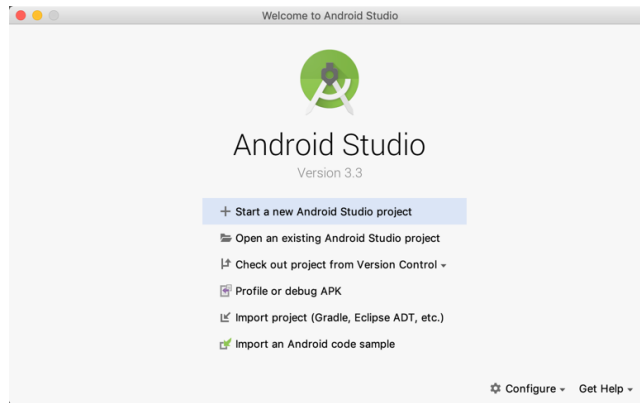 Welcome to Android Studio
Android Studio
Version 3.3
Start a new Android Studio project
Open an existing Android Studio project
Check out project from Version Control
Profile or debug APK
Import project (Gradle, Eclipse ADT, etc.)
Import an Android code sample
Configure Get Help